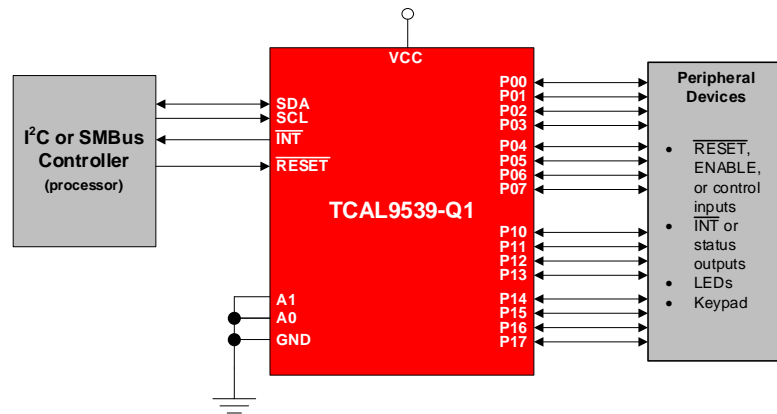 VCC
I²C or SMBus
Controller
(processor)
SDA
SCL
INT
RESET
TCAL9539-Q1
A1
A0
GND
P00
P01
P02
P03
P04
P05
P06
P07
P10
P11
P12
P13
P14
P15
P16
P17
Peripheral
Devices
• RESET,
ENABLE,
or control
inputs
• INT or
status
outputs
• LEDs
• Keypad